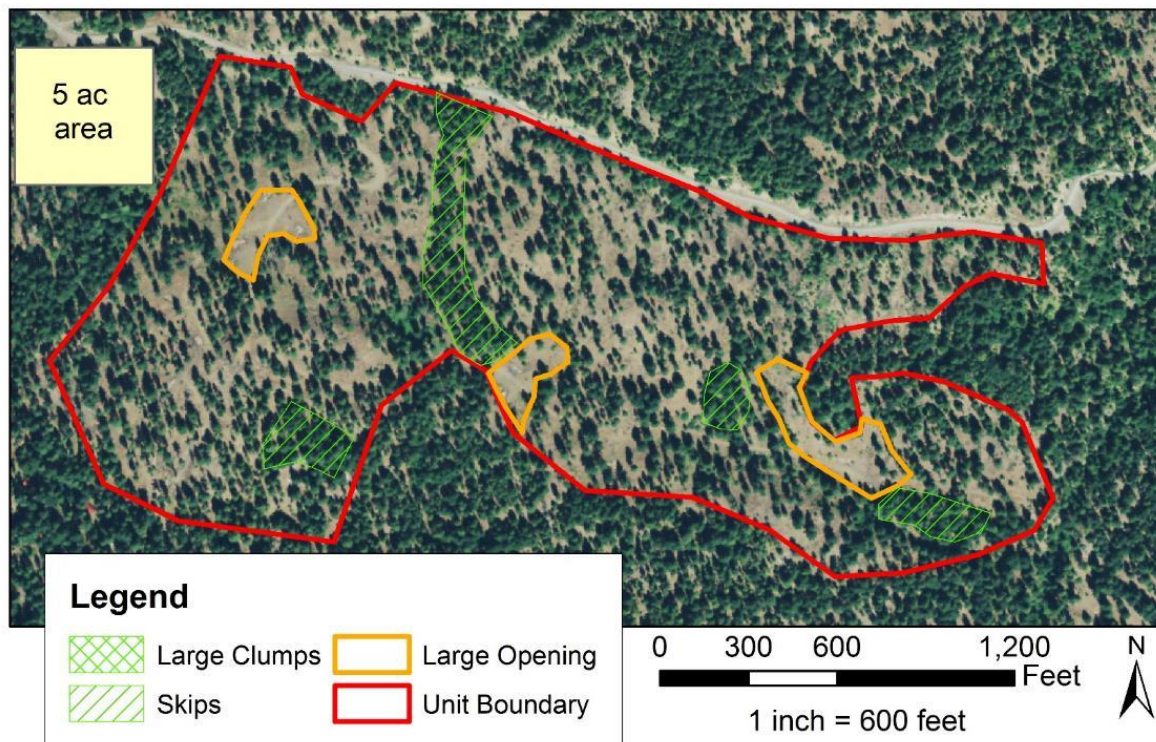 5 ac
area
Legend
Large Clumps
Large Opening
Skips
Unit Boundary
0 300 600 1,200
Feet
1 inch = 600 feet
N